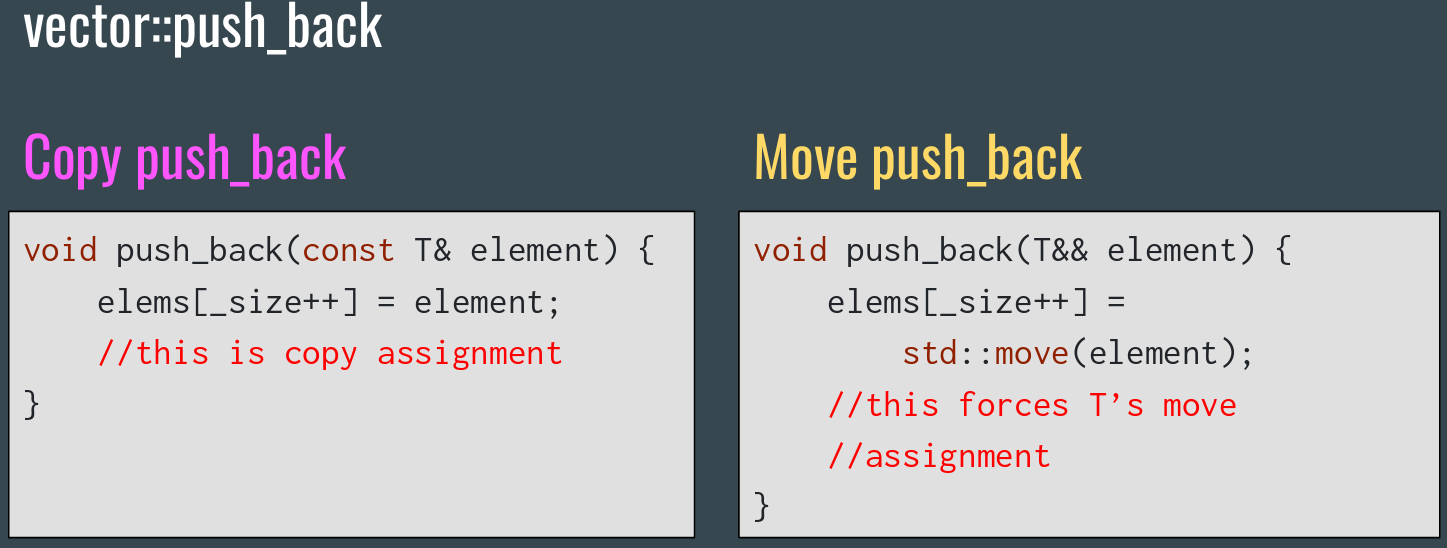 vector::push_back
Copy push_back
void push_back(const T& element) {
elems[_size++] = element;
//this is copy assignment
}
Move push_back
void push_back(T&& element) {
elems[_size++] =
std::move(element);
//this forces T’s move
//assignment
}